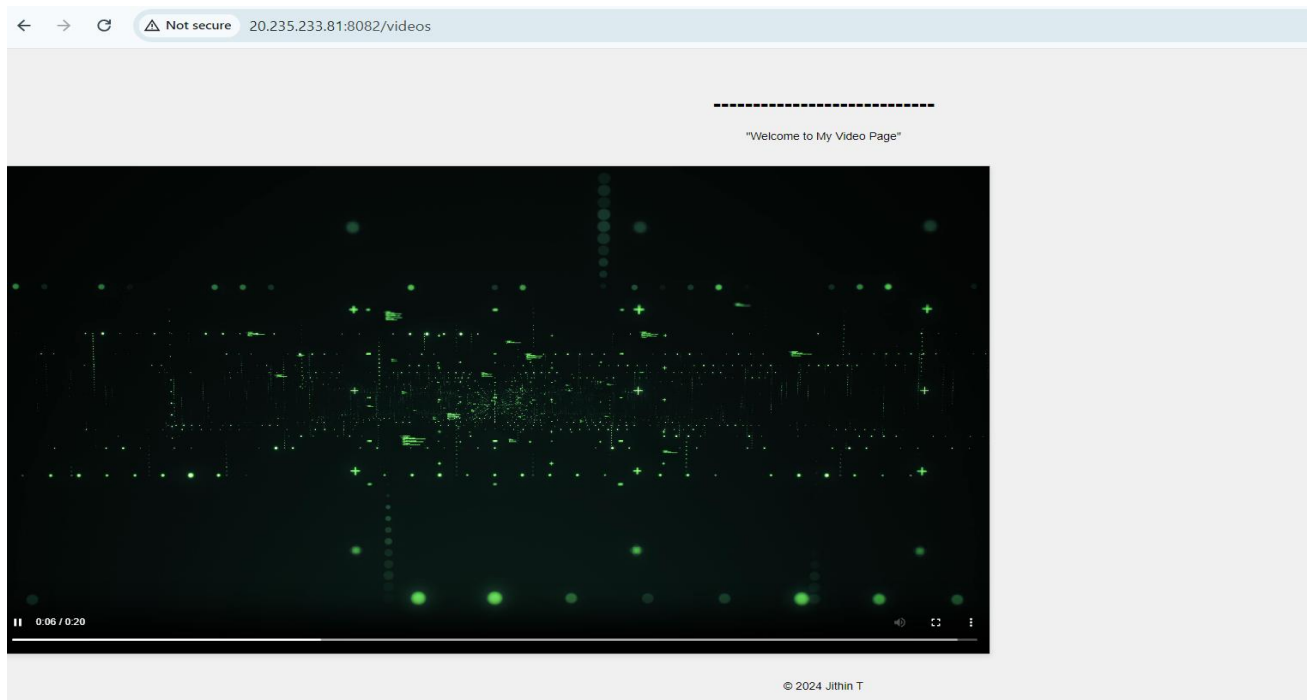 Not secure 20.235.233.81:8082/videos
----------------------------
"Welcome to My Video Page"
0:06 / 0:20
© 2024 Jithin T